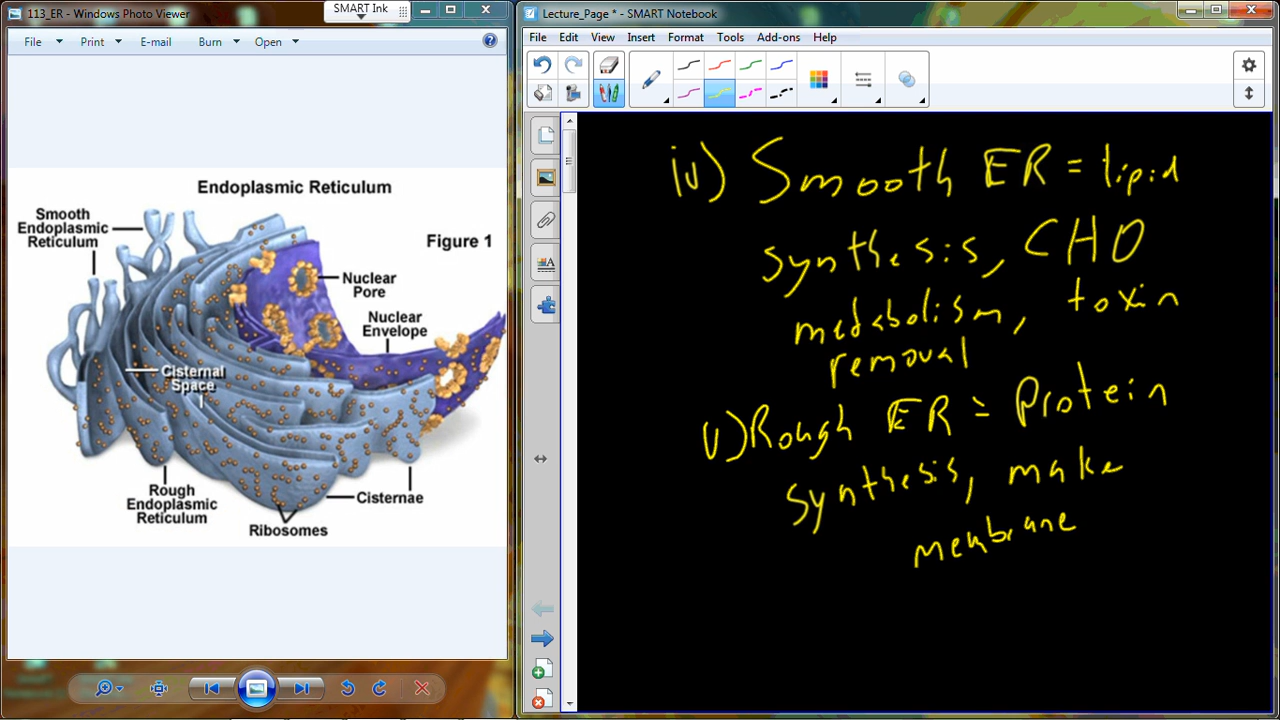 113_ER - Windows Photo Viewer
SMART Ink
File Print E-mail Burn Open
Endoplasmic Reticulum
Smooth
Endoplasmic
Reticulum
Figure 1
Nuclear
Pore
Nuclear
Envelope
Cisternal
Space
Rough
Endoplasmic
Reticulum
Cisternae
Ribosomes
Lecture_Page * - SMART Notebook
File Edit View Insert Format Tools Add-ons Help
iv) Smooth ER = lipid
synthesis, CHO
metabolism, toxin
removal
v) Rough ER = Protein
synthesis, make
membrane